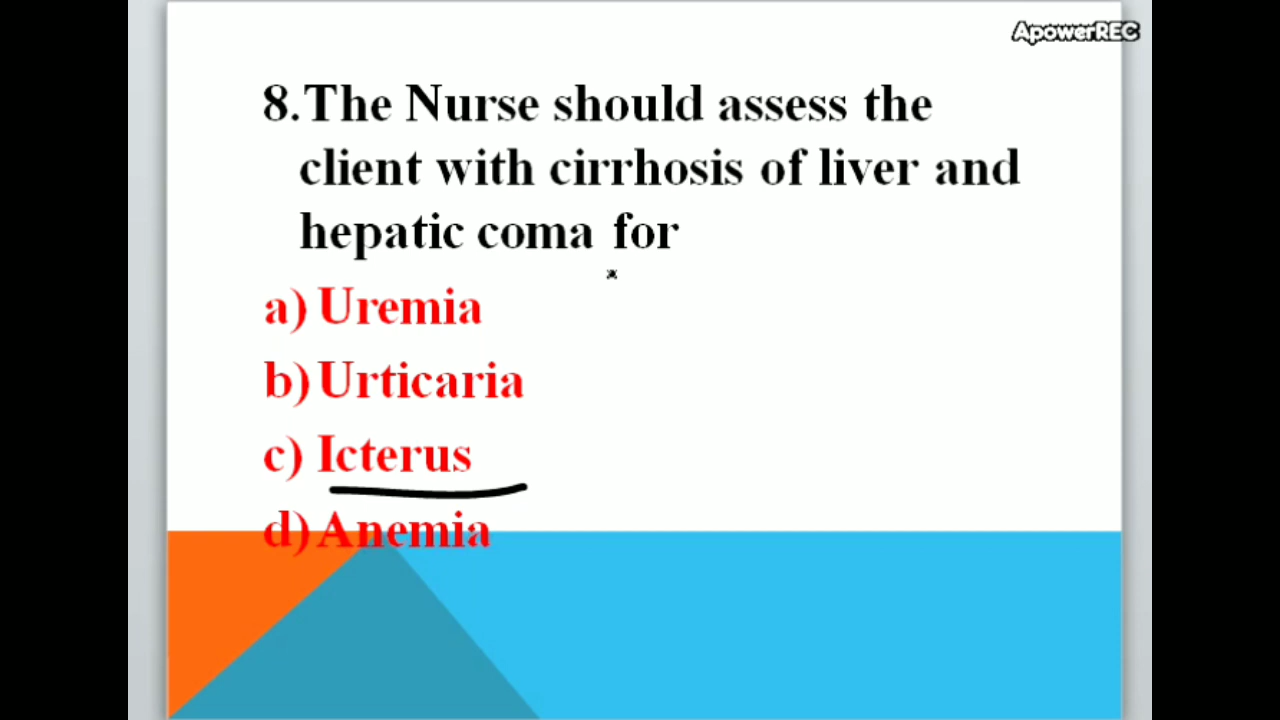 ApowerREC
8.The Nurse should assess the
client with cirrhosis of liver and
hepatic coma for
a) Uremia
b) Urticaria
c) Icterus
d) Anemia